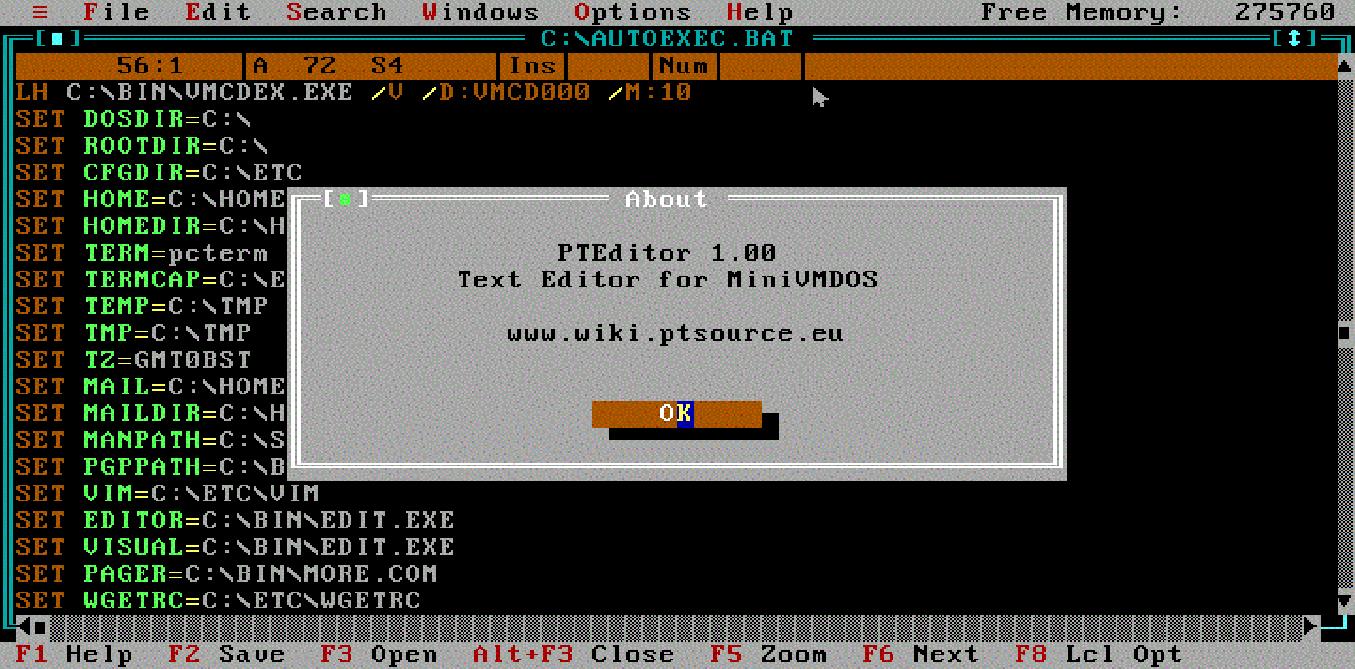 ≡ File Edit Search Windows Options Help Free Memory: 275760
[■] C:\AUTOEXEC.BAT [↕]
56:1 A 72 S4 Ins Num
LH C:\BIN\VMCDEX.EXE /V /D:VMCD000 /M:10
SET DOSDIR=C:\
SET ROOTDIR=C:\
SET CFGDIR=C:\ETC
SET HOME=C:\HOME
SET HOMEDIR=C:\H
SET TERM=pcterm
SET TERMCAP=C:\E
SET TEMP=C:\TMP
SET TMP=C:\TMP
SET TZ=GMT0BST
SET MAIL=C:\HOME
SET MAILDIR=C:\H
SET MANPATH=C:\S
SET PGPPATH=C:\B
SET VIM=C:\ETC\VIM
SET EDITOR=C:\BIN\EDIT.EXE
SET VISUAL=C:\BIN\EDIT.EXE
SET PAGER=C:\BIN\MORE.COM
SET WGETRC=C:\ETC\WGETRC
About
PTEditor 1.00
Text Editor for MiniVMDOS
www.wiki.ptsource.eu
OK
F1 Help F2 Save F3 Open Alt+F3 Close F5 Zoom F6 Next F8 Lcl Opt